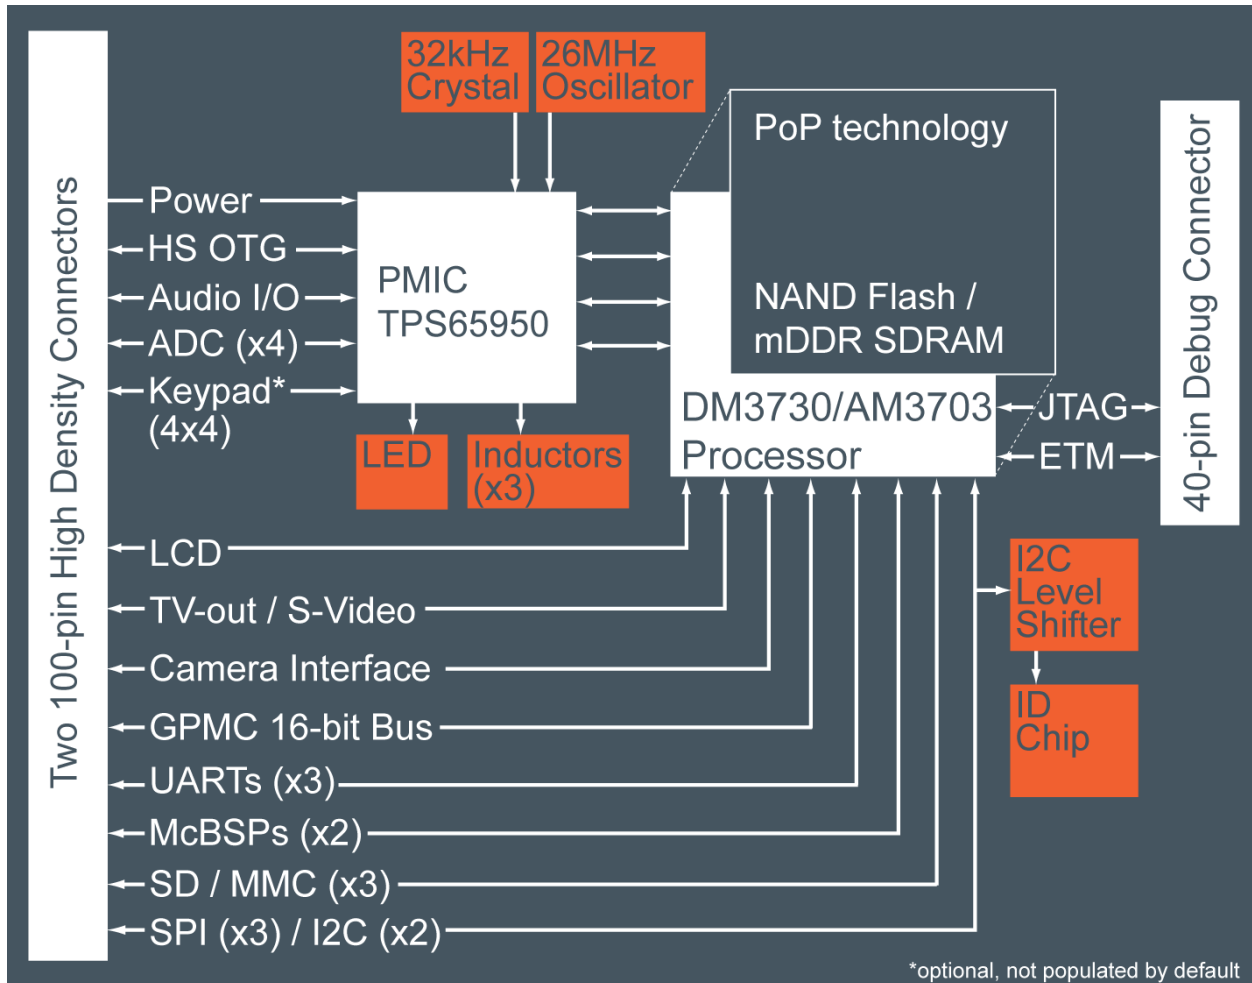 32kHz
Crystal
26MHz
Oscillator
PoP technology
NAND Flash /
mDDR SDRAM
Two 100-pin High Density Connectors
Power
HS OTG
Audio I/O
ADC (x4)
Keypad*
(4x4)
PMIC
TPS65950
LED
Inductors
(x3)
DM3730/AM3703
Processor
JTAG
ETM
40-pin Debug Connector
LCD
TV-out / S-Video
Camera Interface
GPMC 16-bit Bus
UARTs (x3)
McBSPs (x2)
SD / MMC (x3)
SPI (x3) / I2C (x2)
I2C
Level
Shifter
ID
Chip
*optional, not populated by default